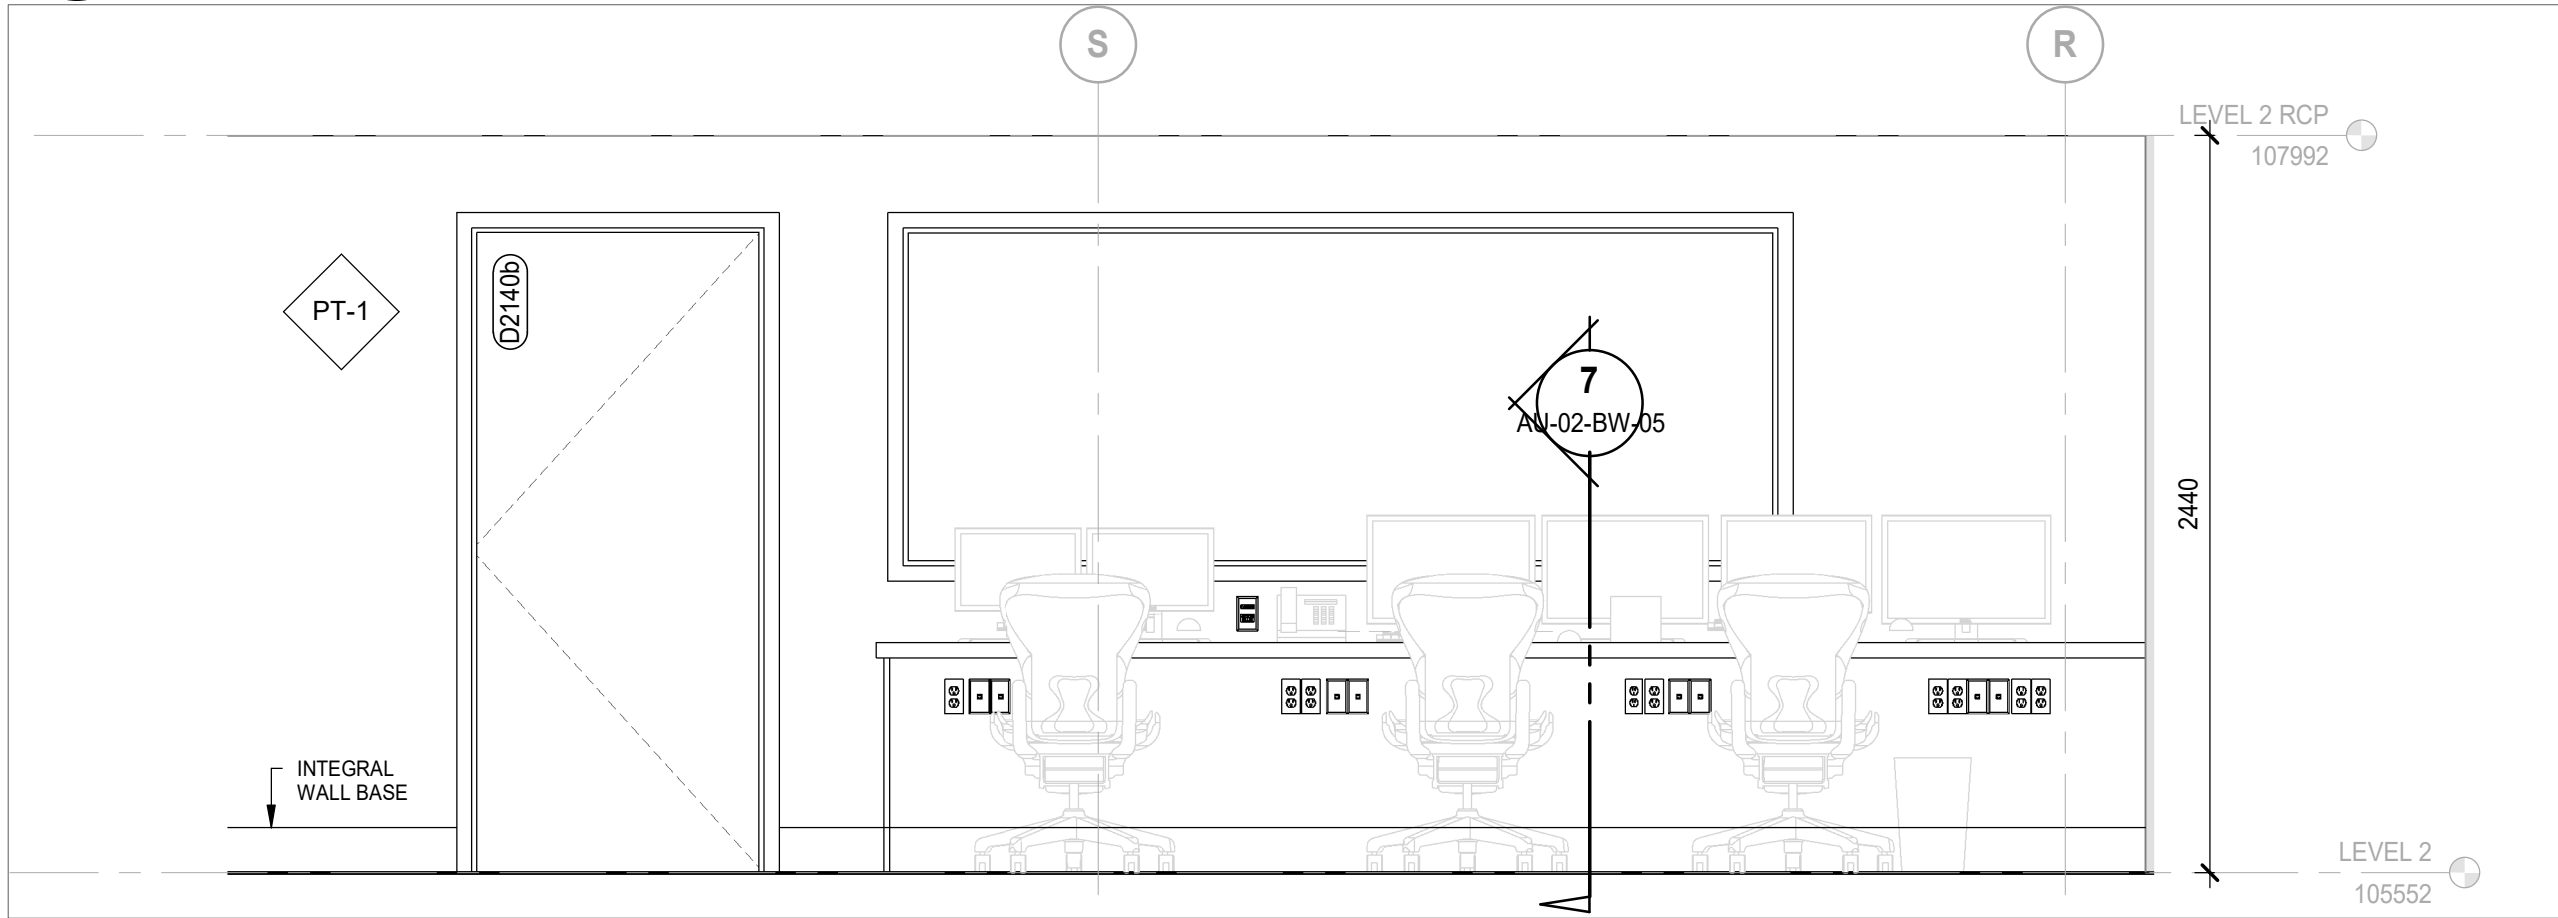 S
R
LEVEL 2 RCP
107992
PT-1
D2140b
7
AU-02-BW-05
2440
INTEGRAL
WALL BASE
LEVEL 2
105552